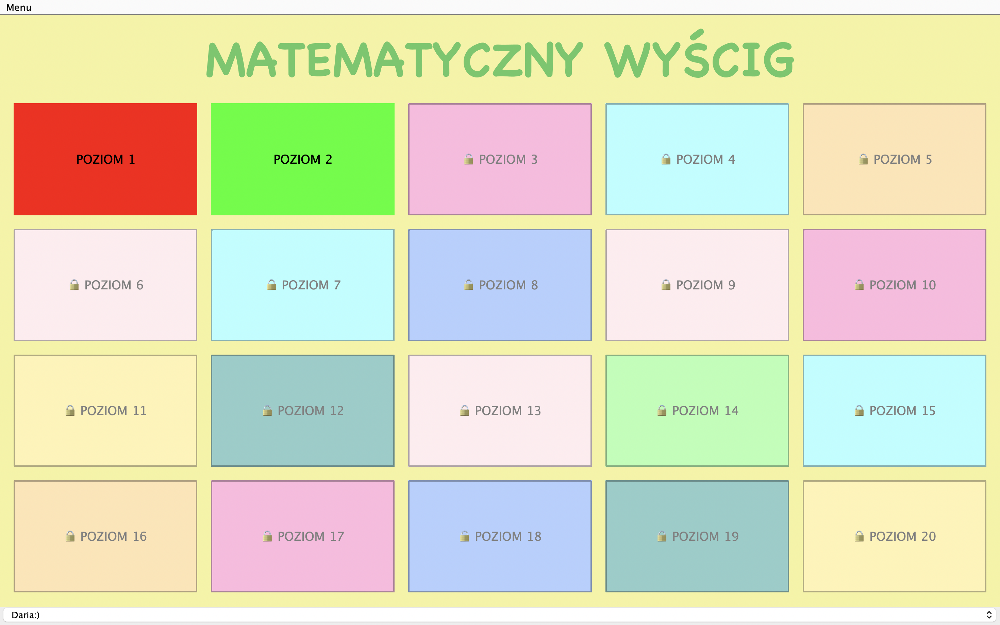 Menu
MATEMATYCZNY WYŚCIG
POZIOM 1
POZIOM 2
🔒 POZIOM 3
🔒 POZIOM 4
🔒 POZIOM 5
🔒 POZIOM 6
🔒 POZIOM 7
🔒 POZIOM 8
🔒 POZIOM 9
🔒 POZIOM 10
🔒 POZIOM 11
🔒 POZIOM 12
🔒 POZIOM 13
🔒 POZIOM 14
🔒 POZIOM 15
🔒 POZIOM 16
🔒 POZIOM 17
🔒 POZIOM 18
🔒 POZIOM 19
🔒 POZIOM 20
Daria:)